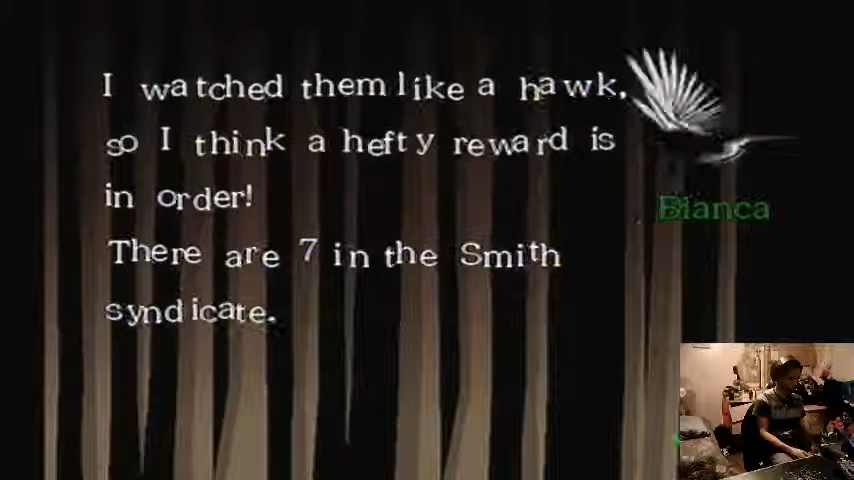 I watched them like a hawk,
so I think a hefty reward is
in order!
Bianca
There are 7 in the Smith
syndicate.